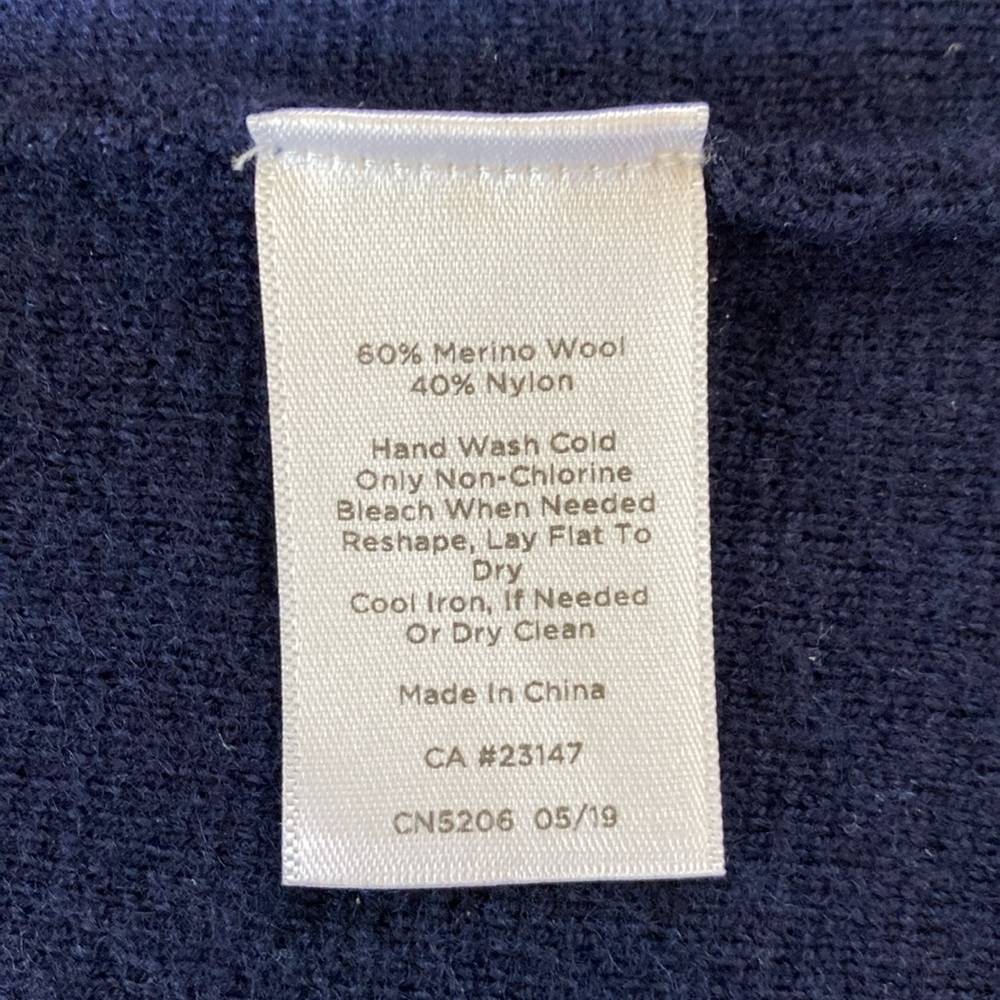 60% Merino Wool
40% Nylon
Hand Wash Cold
Only Non-Chlorine
Bleach When Needed
Reshape, Lay Flat To
Dry
Cool Iron, If Needed
Or Dry Clean
Made In China
CA #23147
CN5206 05/19